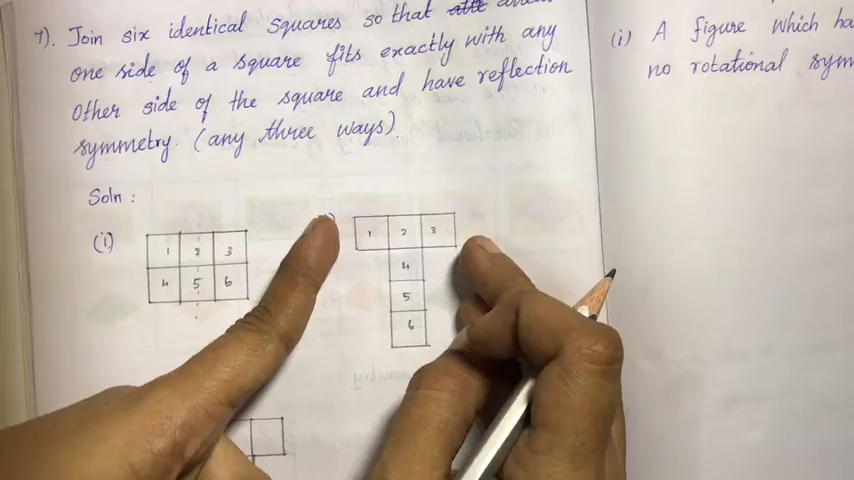 7). Join six identical squares so that
one side of a square fits exactly with any
other side of the square and have reflection
symmetry. (any three ways)
Soln :
(i)
1 2 3
4 5 6
1 2 3
4
5
6
(i) A figure which ha
no rotational sym